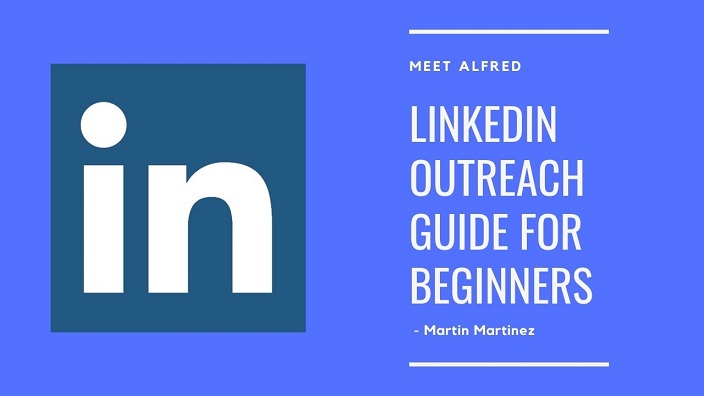 in
MEET ALFRED
LINKEDIN
OUTREACH
GUIDE FOR
BEGINNERS
- Martin Martinez